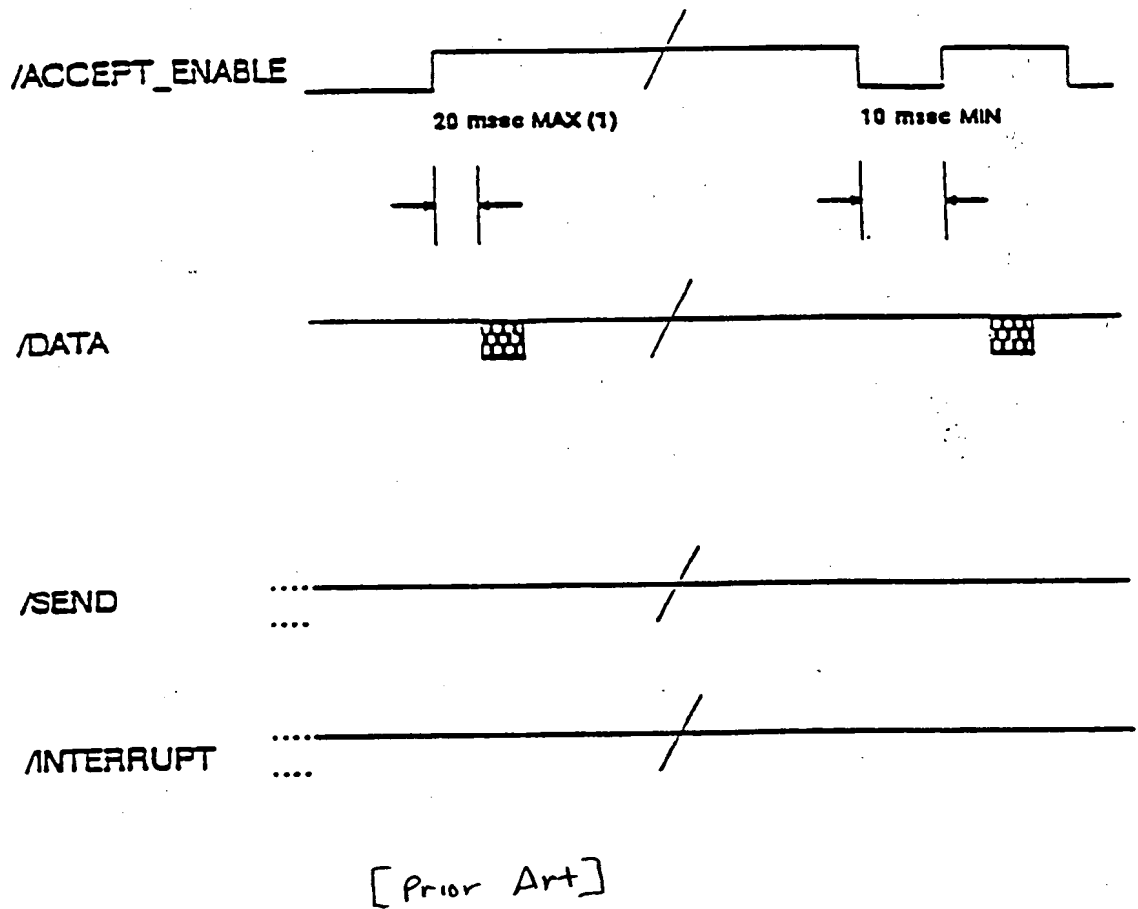 /ACCEPT_ENABLE
20 msec MAX (1)
10 msec MIN
/DATA
/SEND
/INTERRUPT
[Prior Art]